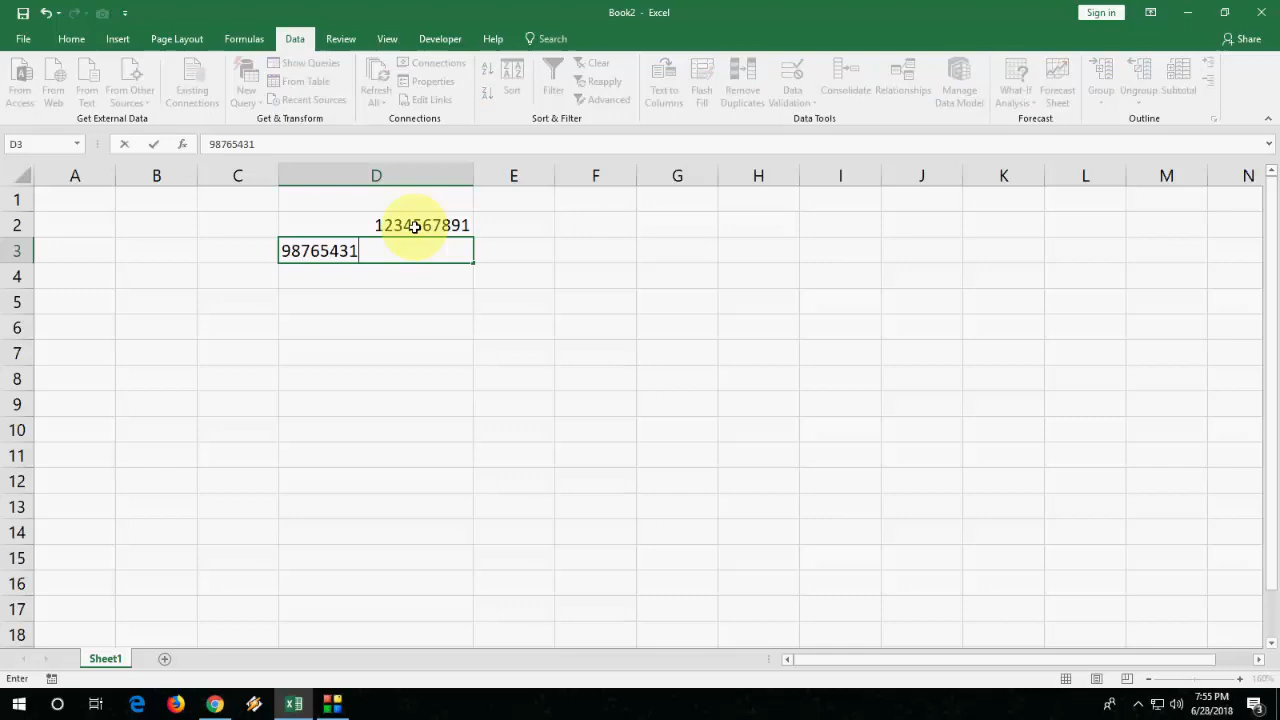 Book2 - Excel
Sign in
File Home Insert Page Layout Formulas Data Review View Developer Help Search Share
From Access
From Web
From Text
From Other Sources
Existing Connections
Get External Data
New Query
Show Queries
From Table
Recent Sources
Get & Transform
Refresh All
Connections
Properties
Edit Links
Connections
Sort
Filter
Clear
Reapply
Advanced
Sort & Filter
Text to Columns
Flash Fill
Remove Duplicates
Data Validation
Consolidate
Relationships
Manage Data Model
Data Tools
What-If Analysis
Forecast Sheet
Forecast
Group
Ungroup
Subtotal
Outline
D3 fx 98765431
A B C D E F G H I J K L M N
1
2 1234567891
3 98765431
4
5
6
7
8
9
10
11
12
13
14
15
16
17
18
Sheet1
Enter 160%
7:55 PM
6/28/2018